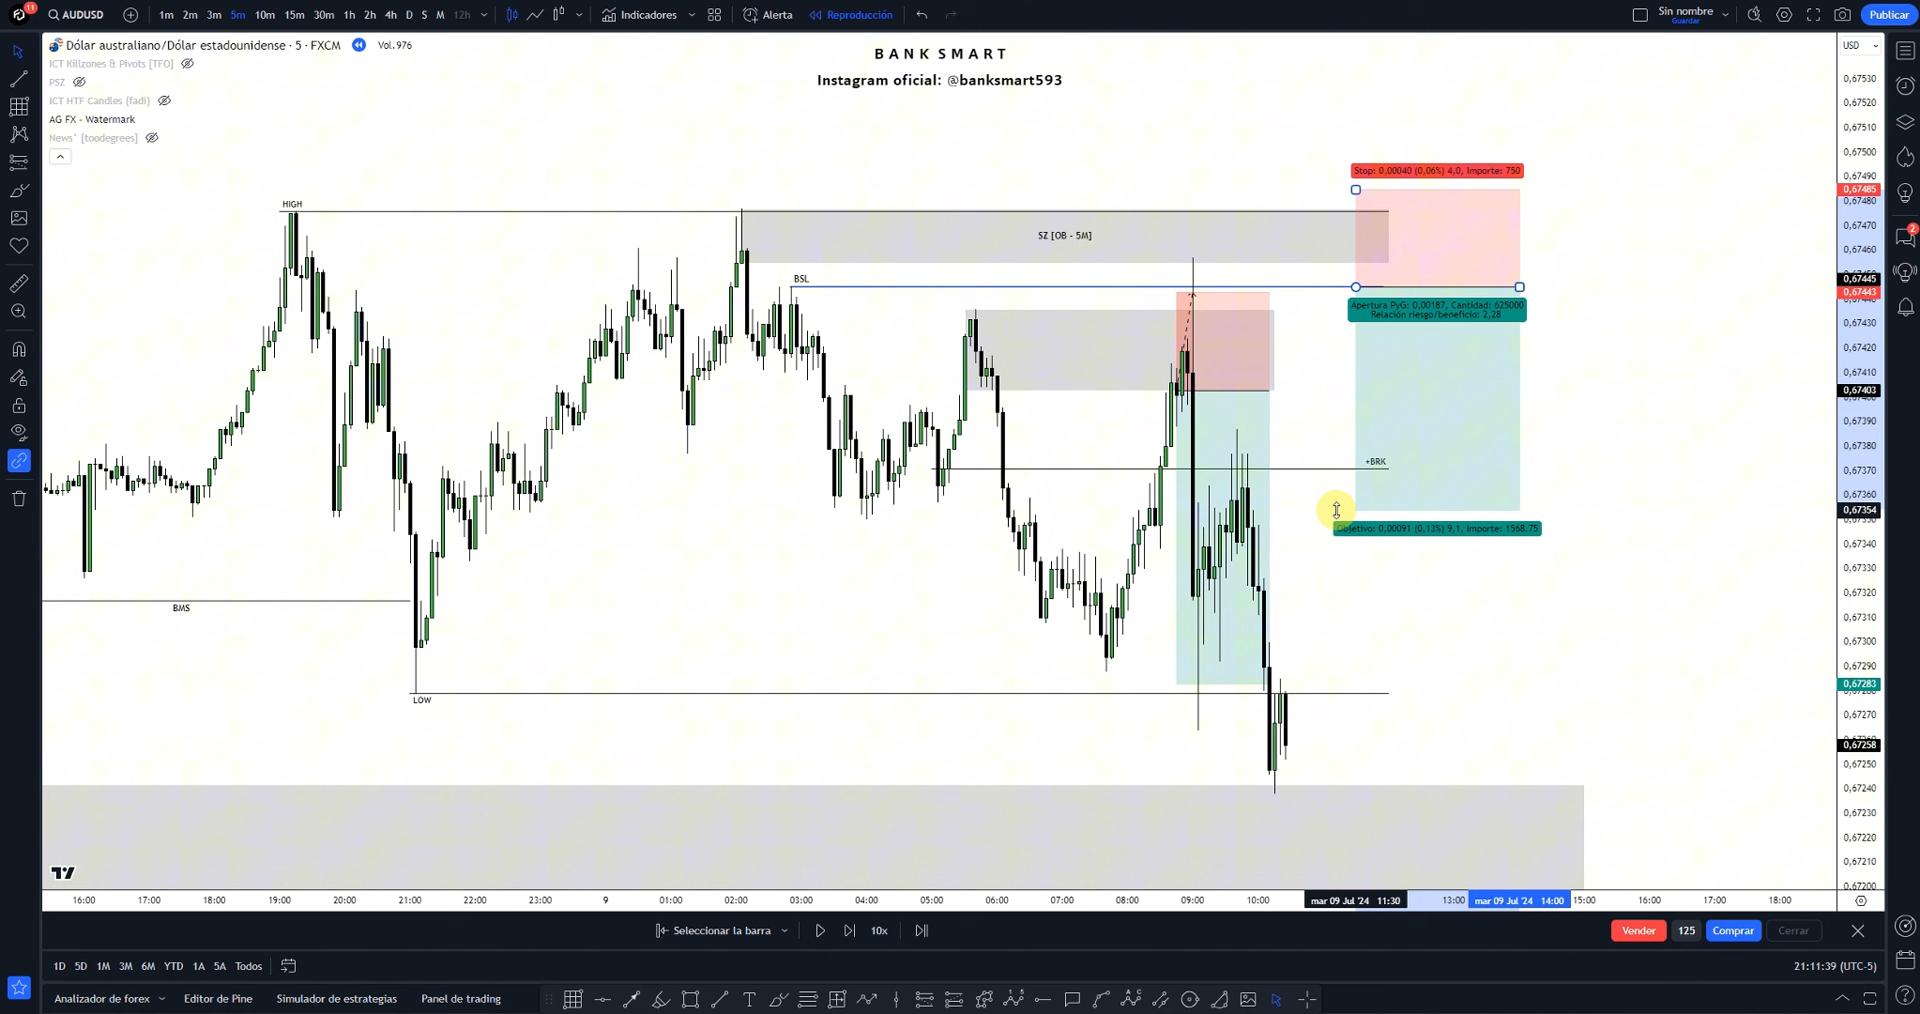 11
AUDUSD
1m 2m 3m 5m 10m 15m 30m 1h 2h 4h D S M 12h
Indicadores
Alerta
Reproducción
Sin nombre
Guardar
Publicar
Dólar australiano/Dólar estadounidense · 5 · FXCM
Vol.976
ICT Killzones & Pivots [TFO]
PSZ
ICT HTF Candles (fadi)
AG FX - Watermark
News' [toodegrees]
BANK SMART
Instagram oficial: @banksmart593
USD
0,67530
0,67520
0,67510
0,67500
0,67490
0,67485
0,67480
0,67470
0,67460
0,67445
0,67443
0,67430
0,67420
0,67410
0,67403
0,67390
0,67380
0,67370
0,67360
0,67354
0,67340
0,67330
0,67320
0,67310
0,67300
0,67290
0,67283
0,67270
0,67258
0,67250
0,67240
0,67230
0,67220
0,67210
0,67200
2
Stop: 0,00040 (0,06%) 4,0, Importe: 750
HIGH
SZ [OB - 5M]
BSL
Apertura PyG: 0,00187, Cantidad: 625000
Relación riesgo/beneficio: 2,28
+BRK
Objetivo: 0,00091 (0,13%) 9,1, Importe: 1568.75
BMS
LOW
16:00 17:00 18:00 19:00 20:00 21:00 22:00 23:00 9 01:00 02:00 03:00 04:00 05:00 06:00 07:00 08:00 09:00 10:00 mar 09 Jul '24 11:30 13:00 mar 09 Jul '24 14:00 15:00 16:00 17:00 18:00
Seleccionar la barra
10x
Vender
125
Comprar
Cerrar
1D 5D 1M 3M 6M YTD 1A 5A Todos
21:11:39 (UTC-5)
Analizador de forex
Editor de Pine
Simulador de estrategias
Panel de trading